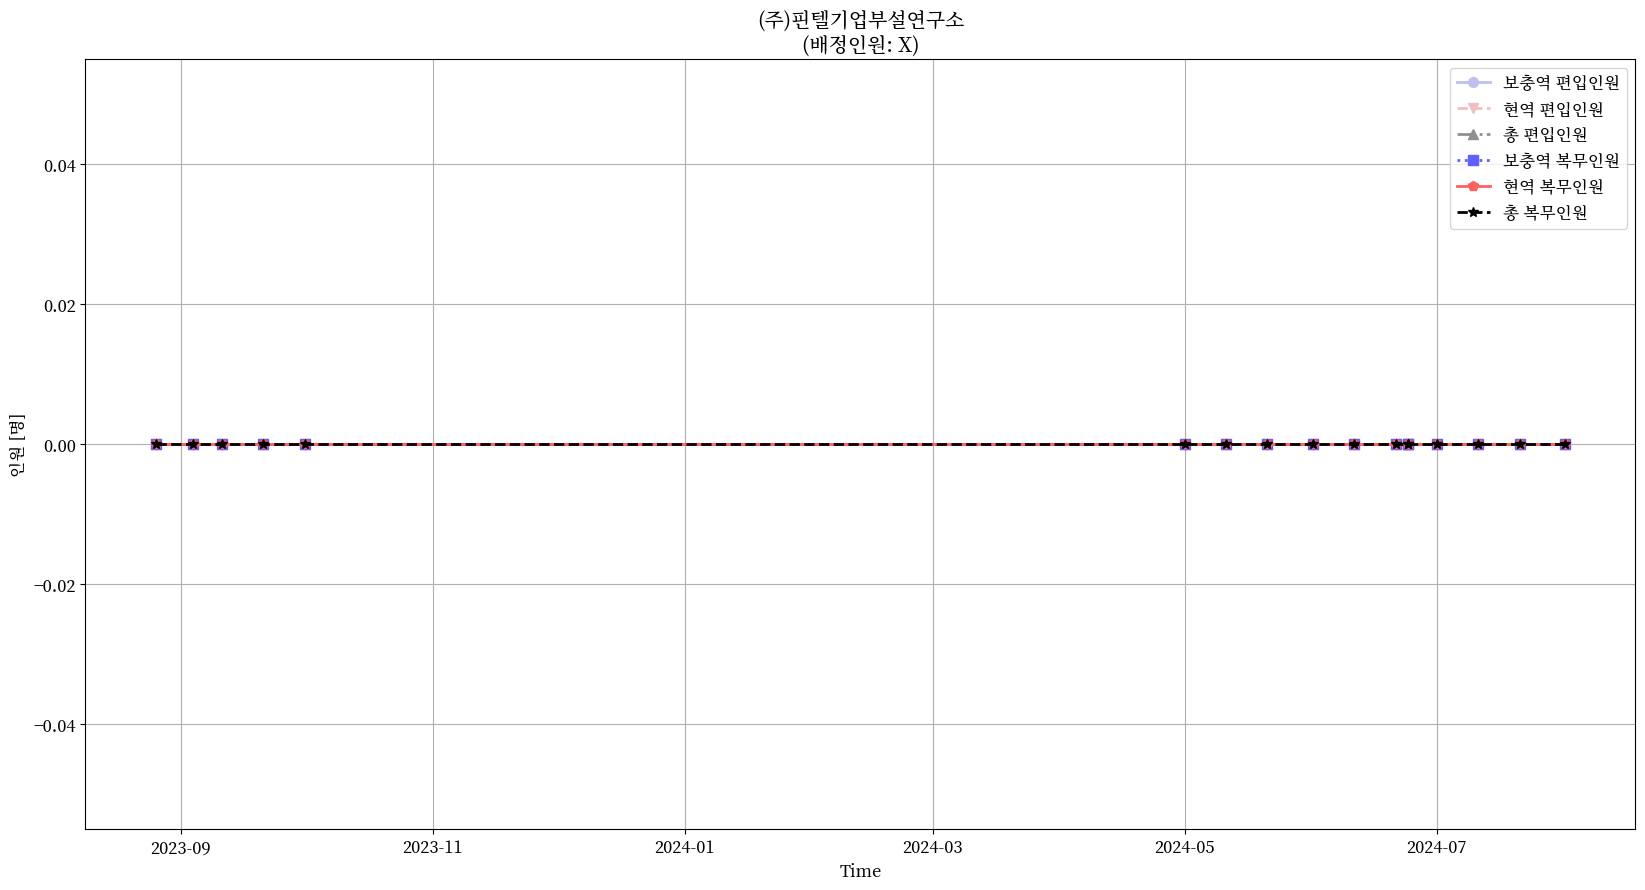 (주)핀텔기업부설연구소
(배정인원: X)
보충역 편입인원
현역 편입인원
총 편입인원
보충역 복무인원
현역 복무인원
총 복무인원
인원 [명]
0.04
0.02
0.00
−0.02
−0.04
2023-09
2023-11
2024-01
2024-03
2024-05
2024-07
Time